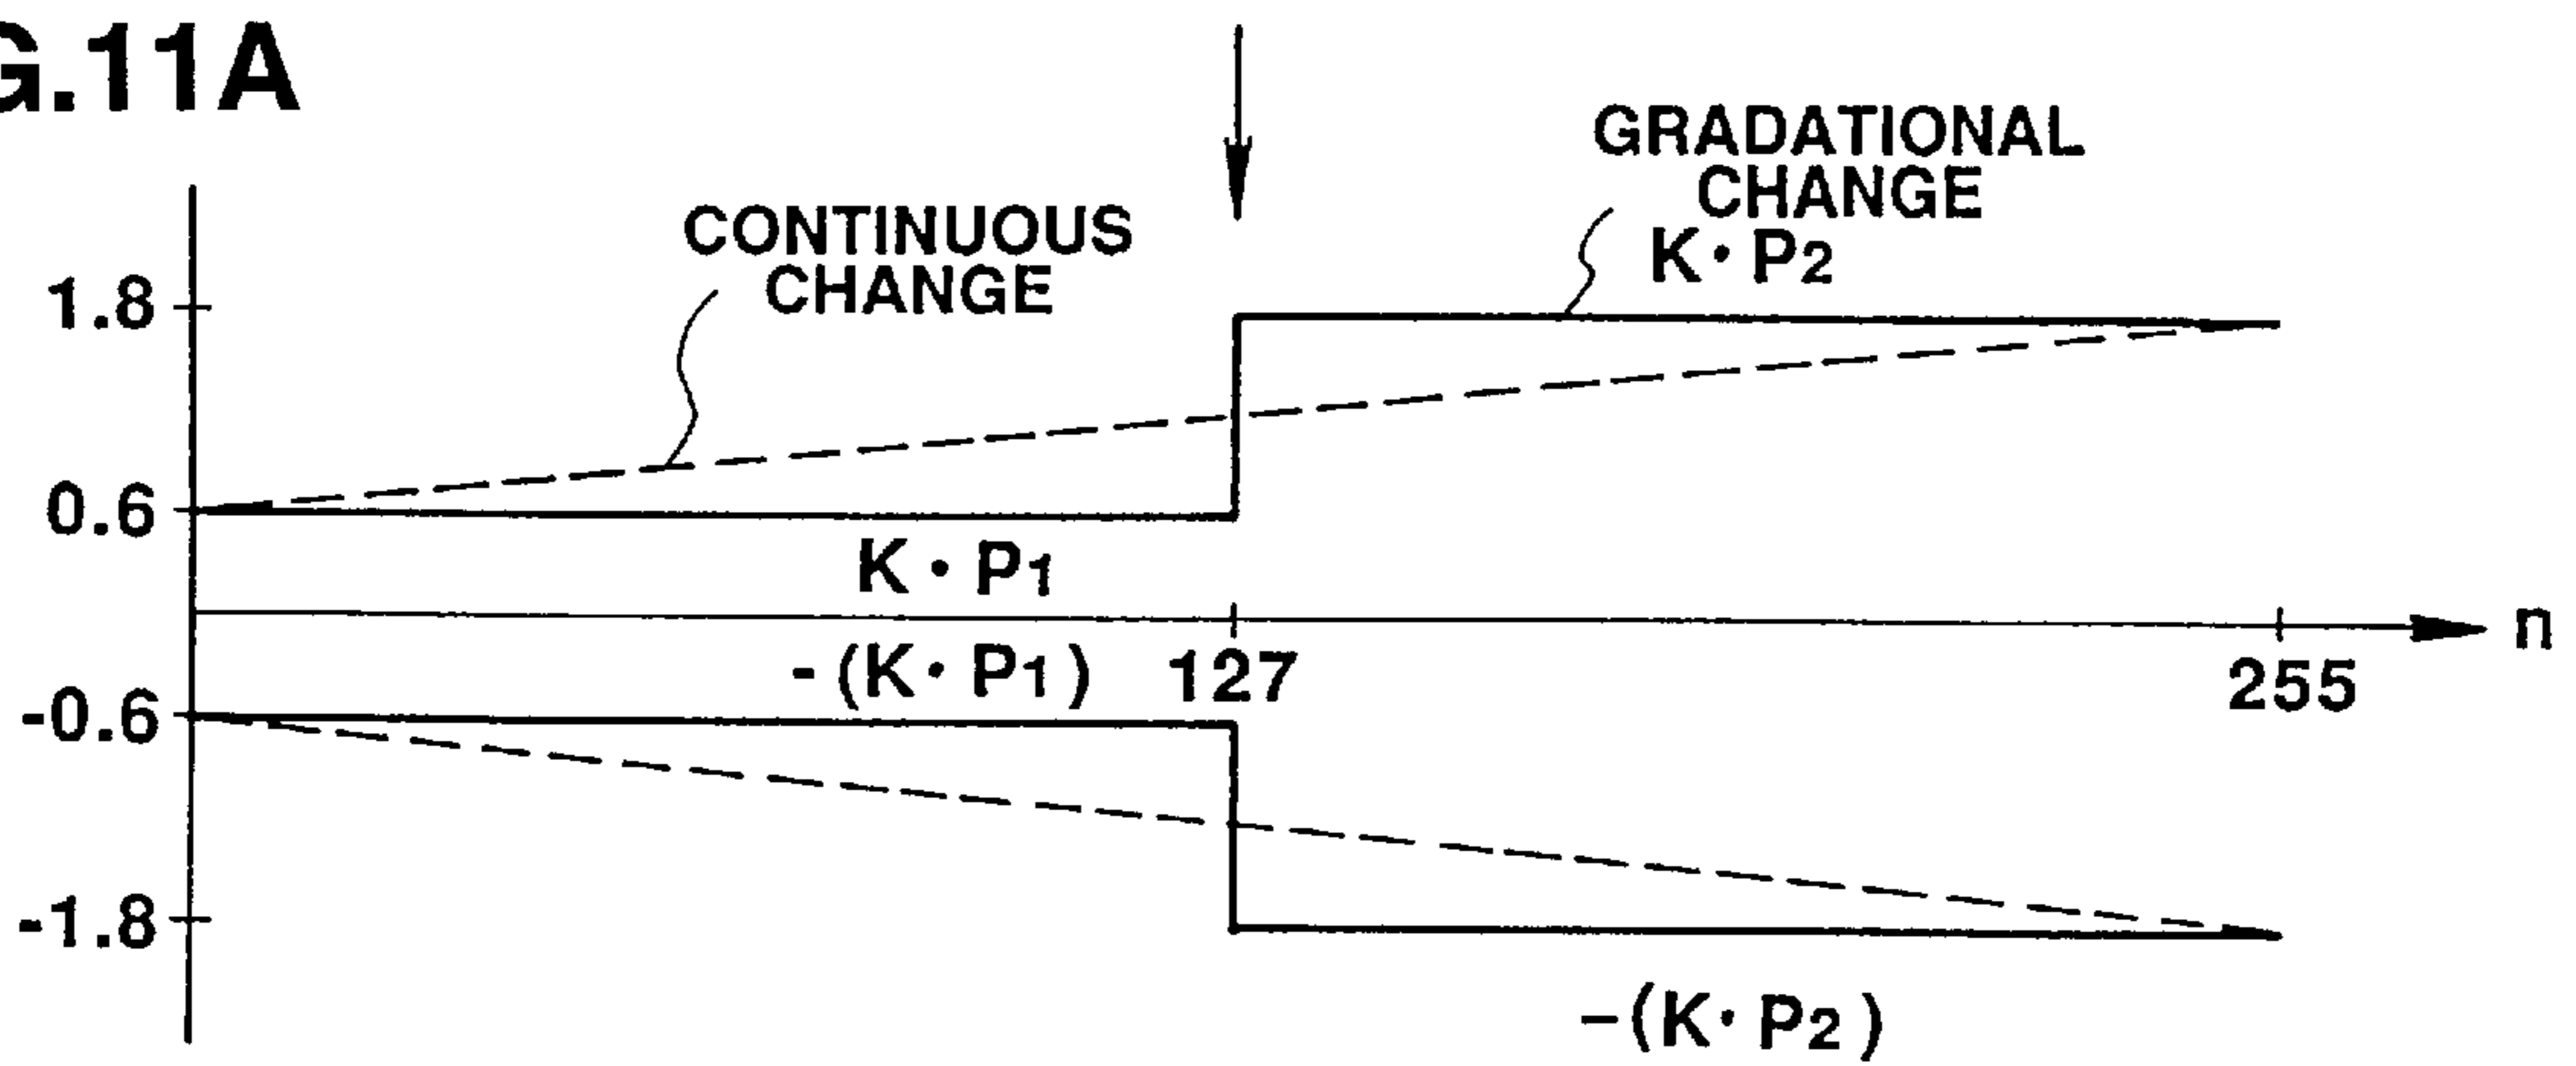 G.11A
GRADATIONAL
CHANGE
K·P2
CONTINUOUS
CHANGE
1.8
0.6
K·P1
n
-(K·P1)
127
255
-0.6
-1.8
-(K·P2)